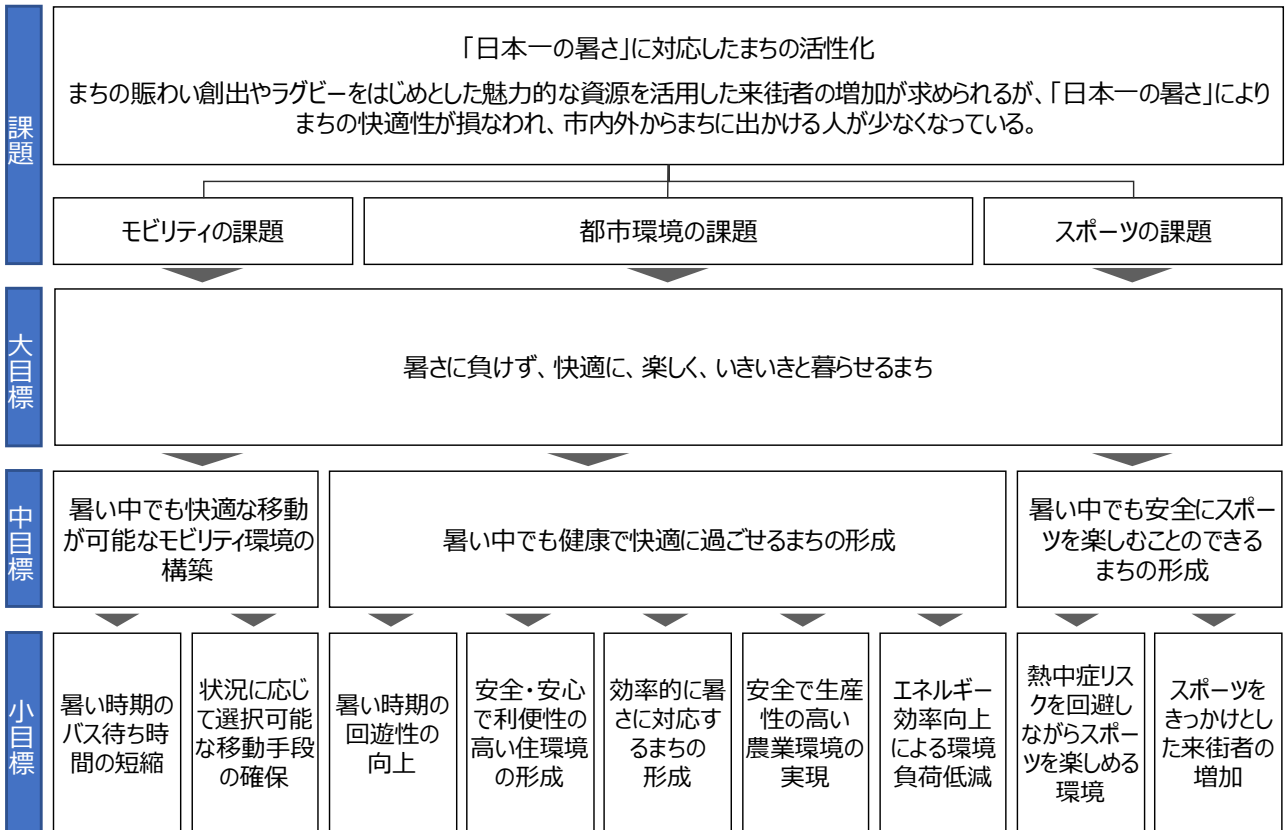 課題
「日本一の暑さ」に対応したまちの活性化
まちの賑わい創出やラグビーをはじめとした魅力的な資源を活用した来街者の増加が求められるが、「日本一の暑さ」により
まちの快適性が損なわれ、市内外からまちに出かける人が少なくなっている。
モビリティの課題
都市環境の課題
スポーツの課題
大目標
暑さに負けず、快適に、楽しく、いきいきと暮らせるまち
中目標
暑い中でも快適な移動
が可能なモビリティ環境の
構築
暑い中でも健康で快適に過ごせるまちの形成
暑い中でも安全にスポー
ツを楽しむことのできる
まちの形成
小目標
暑い時期の
バス待ち時
間の短縮
状況に応じ
て選択可能
な移動手段
の確保
暑い時期の
回遊性の
向上
安全・安心
で利便性の
高い住環境
の形成
効率的に暑
さに対応す
るまちの
形成
安全で生産
性の高い
農業環境の
実現
エネルギー
効率向上
による環境
負荷低減
熱中症リス
クを回避し
ながらスポー
ツを楽しめる
環境
スポーツを
きっかけとし
た来街者の
増加